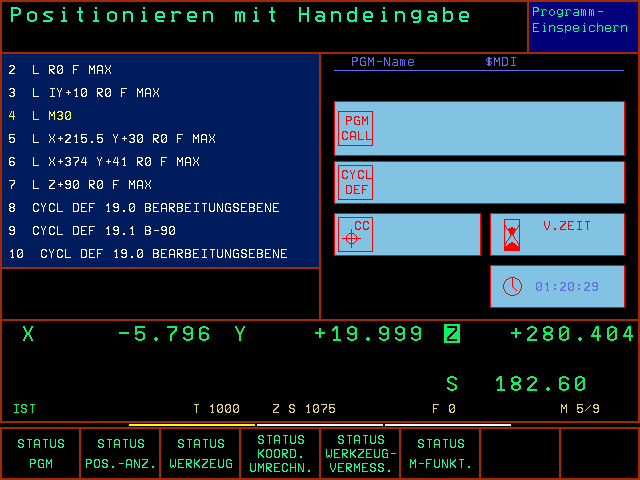 Positionieren mit Handeingabe
Programm-
Einspeichern
2 L R0 F MAX
3 L IY+10 R0 F MAX
4 L M30
5 L X+215.5 Y+30 R0 F MAX
6 L X+374 Y+41 R0 F MAX
7 L Z+90 R0 F MAX
8 CYCL DEF 19.0 BEARBEITUNGSEBENE
9 CYCL DEF 19.1 B-90
10 CYCL DEF 19.0 BEARBEITUNGSEBENE
PGM-Name $MDI
PGM
CALL
CYCL
DEF
CC
V.ZEIT
01:20:29
X -5.796 Y +19.999 Z +280.404
S 182.60
IST T 1000 Z S 1075 F 0 M 5/9
STATUS
PGM
STATUS
POS.-ANZ.
STATUS
WERKZEUG
STATUS
KOORD.
UMRECHN.
STATUS
WERKZEUG-
VERMESS.
STATUS
M-FUNKT.